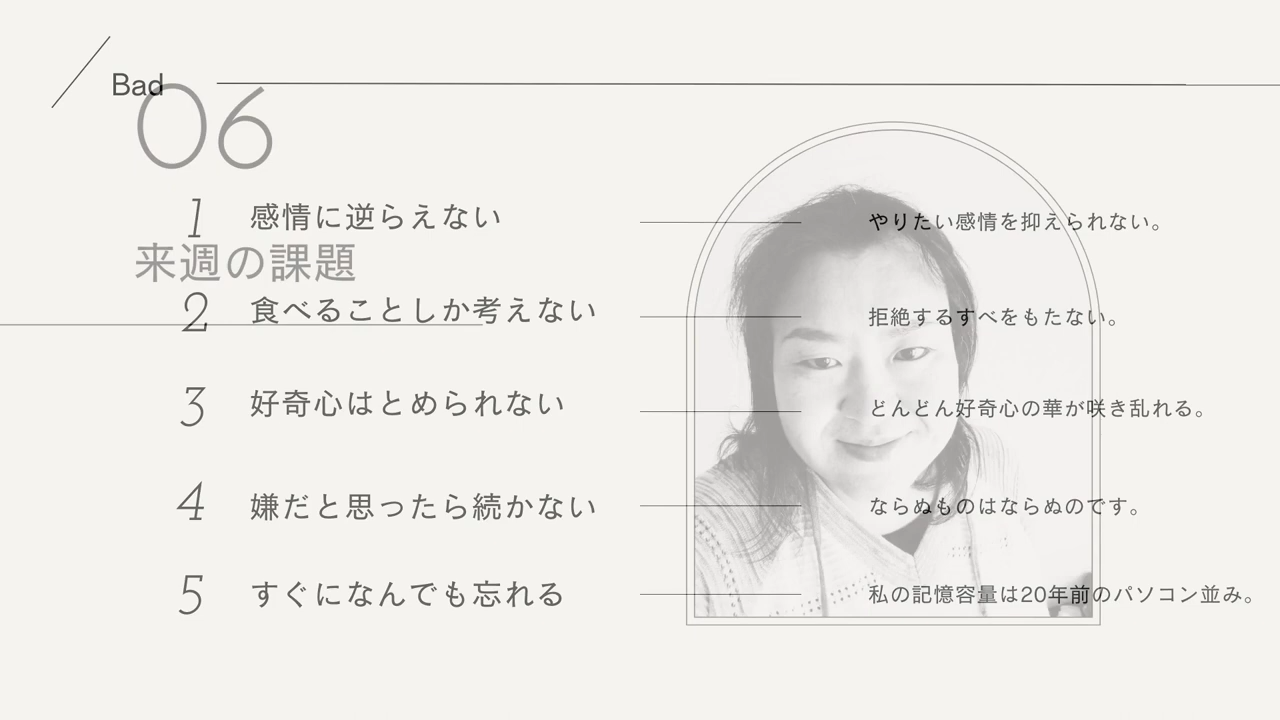 Bad
06
1 感情に逆らえない やりたい感情を抑えられない。
来週の課題
2 食べることしか考えない 拒絶するすべをもたない。
3 好奇心はとめられない どんどん好奇心の華が咲き乱れる。
4 嫌だと思ったら続かない ならぬものはならぬのです。
5 すぐになんでも忘れる 私の記憶容量は20年前のパソコン並み。